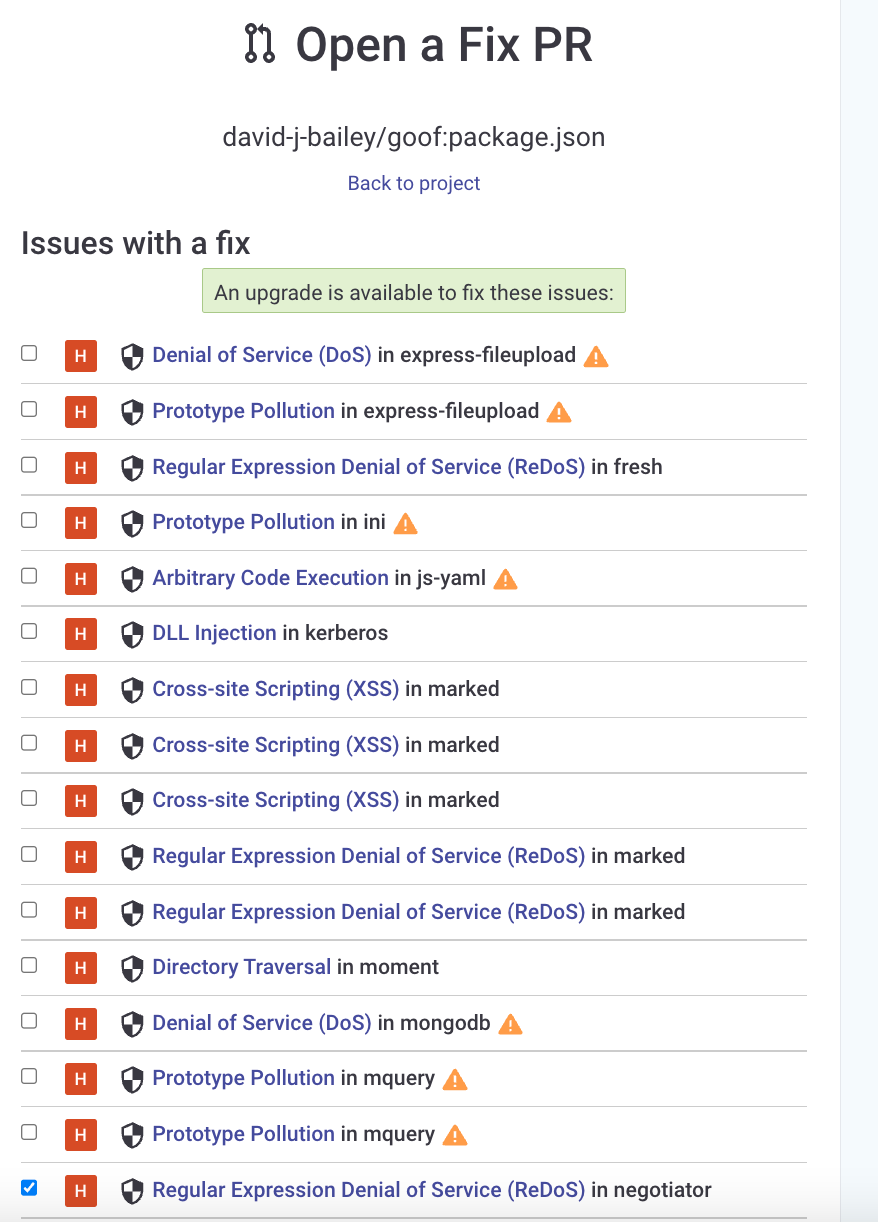 Open a Fix PR
david-j-bailey/goof:package.json
Back to project
Issues with a fix
An upgrade is available to fix these issues:
H Denial of Service (DoS) in express-fileupload
H Prototype Pollution in express-fileupload
H Regular Expression Denial of Service (ReDoS) in fresh
H Prototype Pollution in ini
H Arbitrary Code Execution in js-yaml
H DLL Injection in kerberos
H Cross-site Scripting (XSS) in marked
H Cross-site Scripting (XSS) in marked
H Cross-site Scripting (XSS) in marked
H Regular Expression Denial of Service (ReDoS) in marked
H Regular Expression Denial of Service (ReDoS) in marked
H Directory Traversal in moment
H Denial of Service (DoS) in mongodb
H Prototype Pollution in mquery
H Prototype Pollution in mquery
H Regular Expression Denial of Service (ReDoS) in negotiator